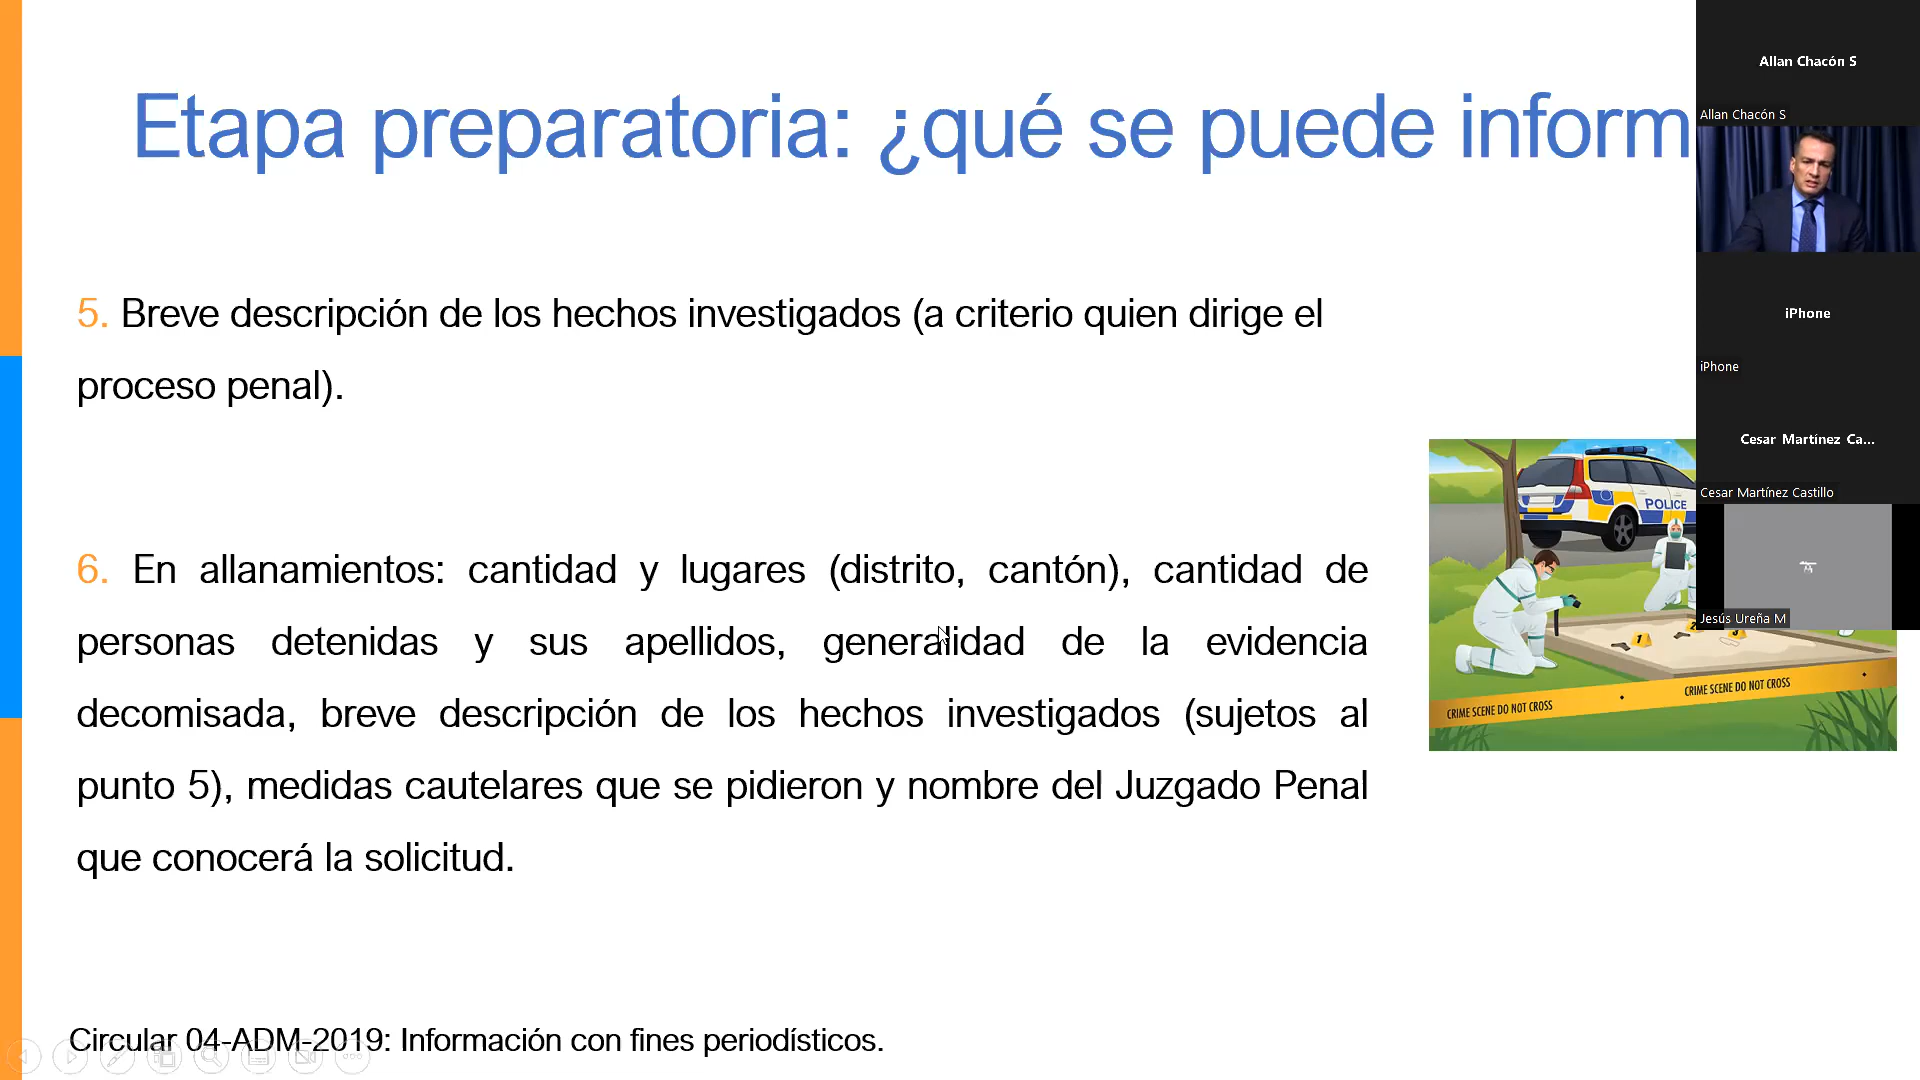 Etapa preparatoria: ¿qué se puede inform
5. Breve descripción de los hechos investigados (a criterio quien dirige el
proceso penal).
6. En allanamientos: cantidad y lugares (distrito, cantón), cantidad de
personas detenidas y sus apellidos, generalidad de la evidencia
decomisada, breve descripción de los hechos investigados (sujetos al
punto 5), medidas cautelares que se pidieron y nombre del Juzgado Penal
que conocerá la solicitud.
Circular 04-ADM-2019: Información con fines periodísticos.
POLICE
1
2
3
CRIME SCENE DO NOT CROSS
CRIME SCENE DO NOT CROSS
Allan Chacón S
Allan Chacón S
iPhone
iPhone
Cesar Martínez Ca...
Cesar Martínez Castillo
Jesús Ureña M